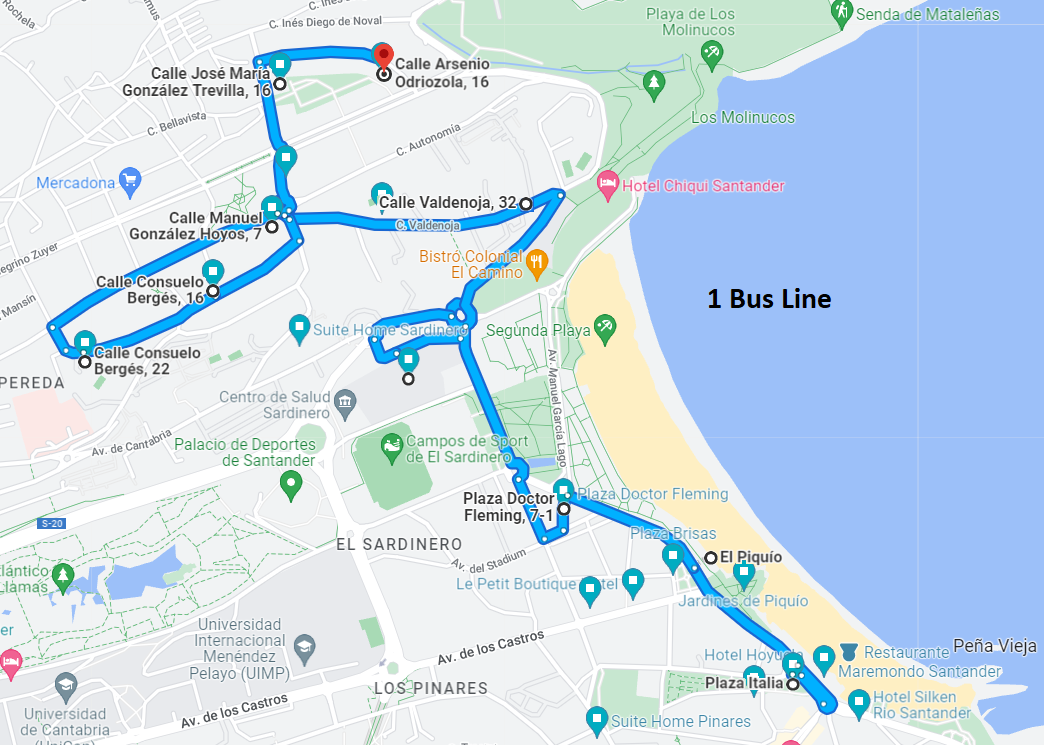 C. Inés Diego de Noval
Playa de Los
Molinucos
Senda de Mataleñas
Calle José María
González Trevilla, 16
Calle Arsenio
Odriozola, 16
C. Bellavista
Los Molinucos
C. Autonomía
Mercadona
Hotel Chiqui Santander
Calle Valdenoja, 32
C. Valdenoja
Calle Manuel
González Hoyos, 7
Bistró Colonial
El Camino
Calle Consuelo
Bergés, 16
1 Bus Line
Suite Home Sardinero
Segunda Playa
Calle Consuelo
Bergés, 22
PEREDA
Av. Manuel García Lago
Centro de Salud
Sardinero
Av. de Cantabria
Palacio de Deportes
de Santander
Campos de Sport
de El Sardinero
Plaza Doctor
Fleming, 7-1
Plaza Doctor Fleming
S-20
Plaza Brisas
EL SARDINERO
Av. del Stadium
El Piquío
Le Petit Boutique
Jardines de Piquío
Universidad
Internacional
Menéndez
Pelayo (UIMP)
Av. de los Castros
Peña Vieja
Restaurante
Maremondo Santander
Plaza Italia
LOS PINARES
Hotel Silken
Río Santander
Av. de los Castros
Universidad
de Cantabria
Suite Home Pinares